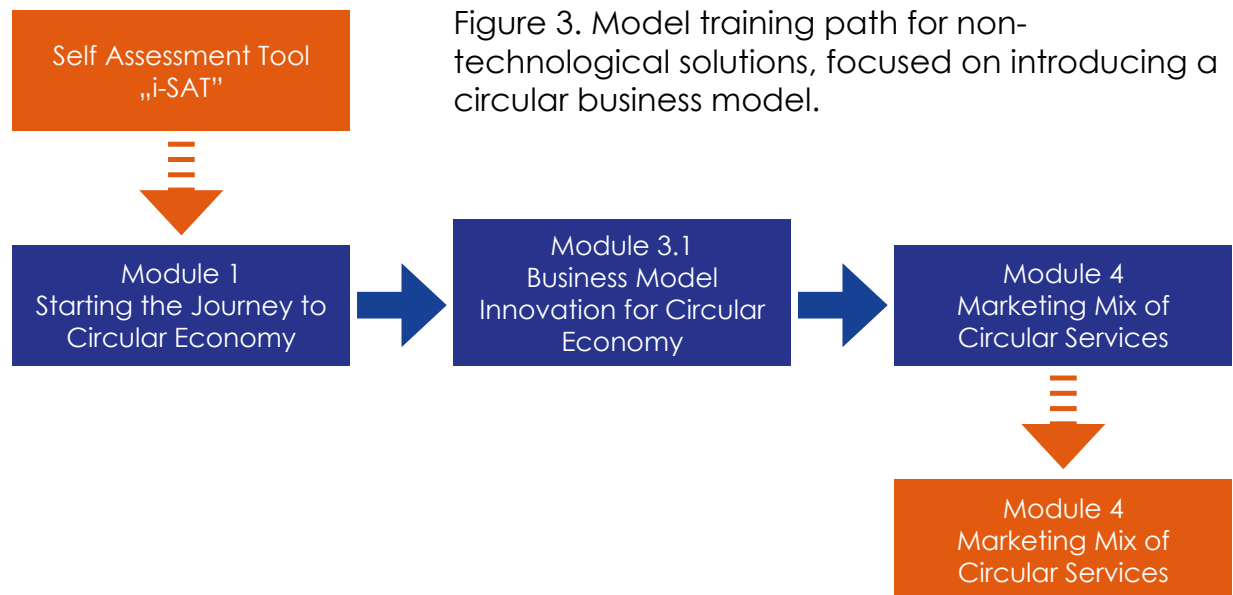 Self Assessment Tool
„i-SAT”
Figure 3. Model training path for non-
technological solutions, focused on introducing a
circular business model.
Module 1
Starting the Journey to
Circular Economy
Module 3.1
Business Model
Innovation for Circular
Economy
Module 4
Marketing Mix of
Circular Services
Module 4
Marketing Mix of
Circular Services